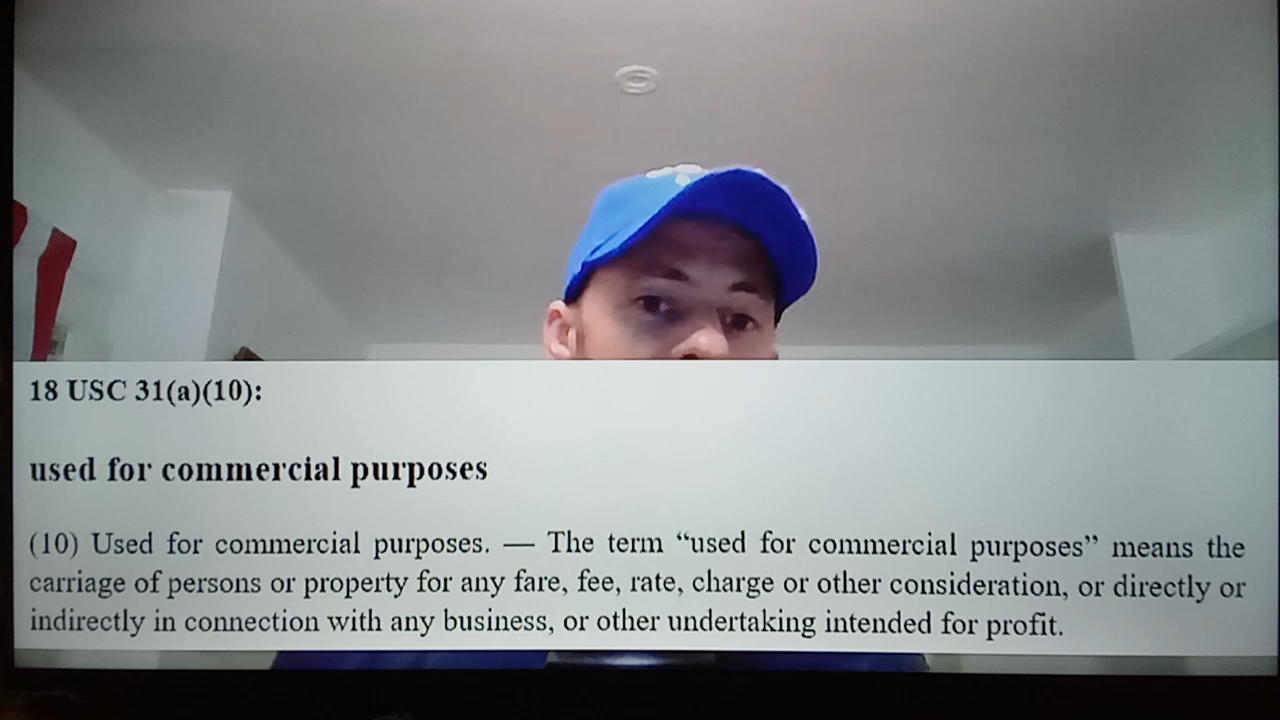 18 USC 31(a)(10):
used for commercial purposes
(10) Used for commercial purposes. — The term “used for commercial purposes” means the
carriage of persons or property for any fare, fee, rate, charge or other consideration, or directly or
indirectly in connection with any business, or other undertaking intended for profit.